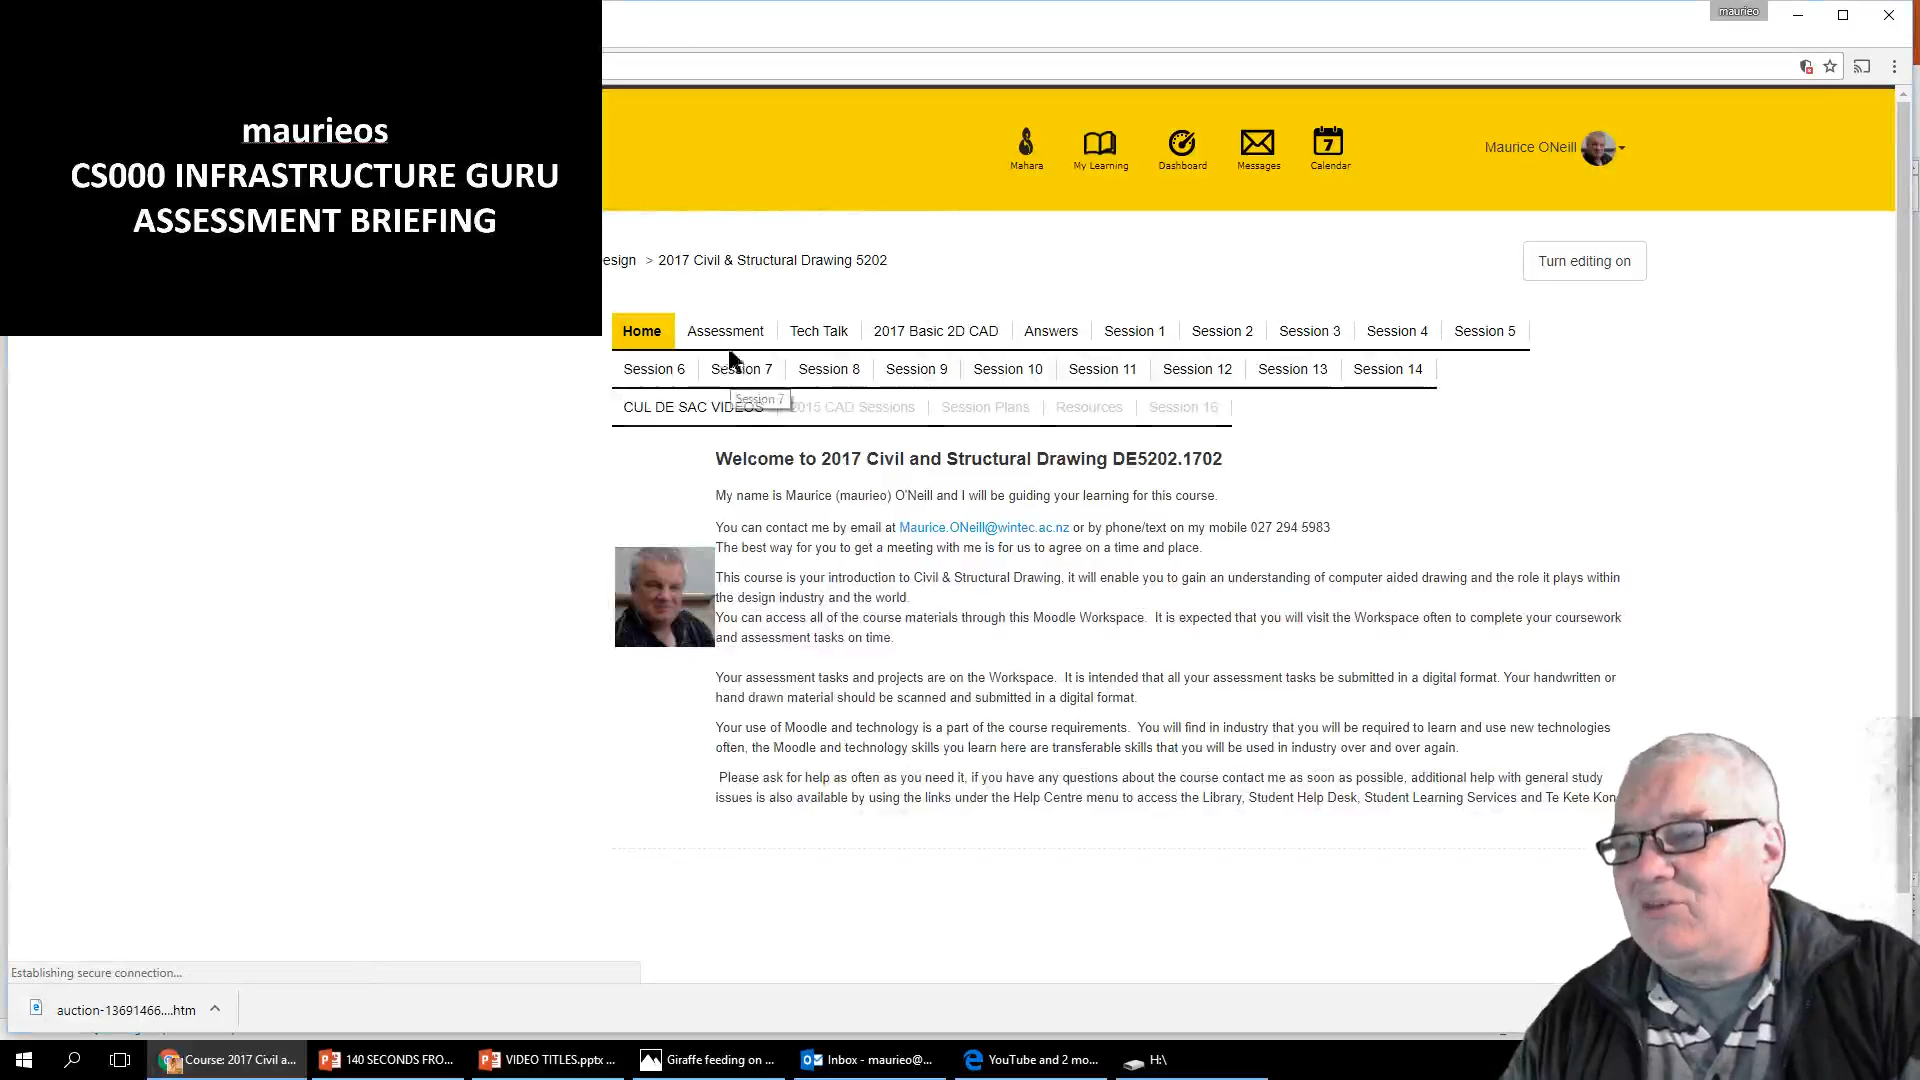 maurieo
maurieos
CS000 INFRASTRUCTURE GURU
ASSESSMENT BRIEFING
Mahara
My Learning
Dashboard
7
Messages
Calendar
Maurice ONeill
esign > 2017 Civil & Structural Drawing 5202
Turn editing on
Home Assessment Tech Talk 2017 Basic 2D CAD Answers Session 1 Session 2 Session 3 Session 4 Session 5
Session 6 Session 7 Session 8 Session 9 Session 10 Session 11 Session 12 Session 13 Session 14
Session 7
CUL DE SAC VIDEOS 2015 CAD Sessions Session Plans Resources Session 16
Welcome to 2017 Civil and Structural Drawing DE5202.1702
My name is Maurice (maurieo) O'Neill and I will be guiding your learning for this course.
You can contact me by email at Maurice.ONeill@wintec.ac.nz or by phone/text on my mobile 027 294 5983
The best way for you to get a meeting with me is for us to agree on a time and place.
This course is your introduction to Civil & Structural Drawing, it will enable you to gain an understanding of computer aided drawing and the role it plays within
the design industry and the world.
You can access all of the course materials through this Moodle Workspace. It is expected that you will visit the Workspace often to complete your coursework
and assessment tasks on time.
Your assessment tasks and projects are on the Workspace. It is intended that all your assessment tasks be submitted in a digital format. Your handwritten or
hand drawn material should be scanned and submitted in a digital format.
Your use of Moodle and technology is a part of the course requirements. You will find in industry that you will be required to learn and use new technologies
often, the Moodle and technology skills you learn here are transferable skills that you will be used in industry over and over again.
Please ask for help as often as you need it, if you have any questions about the course contact me as soon as possible, additional help with general study
issues is also available by using the links under the Help Centre menu to access the Library, Student Help Desk, Student Learning Services and Te Kete Kon
Establishing secure connection...
auction-13691466....htm
Course: 2017 Civil a...
140 SECONDS FRO...
VIDEO TITLES.pptx ...
Giraffe feeding on ...
Inbox - maurieo@...
YouTube and 2 mo...
H:\